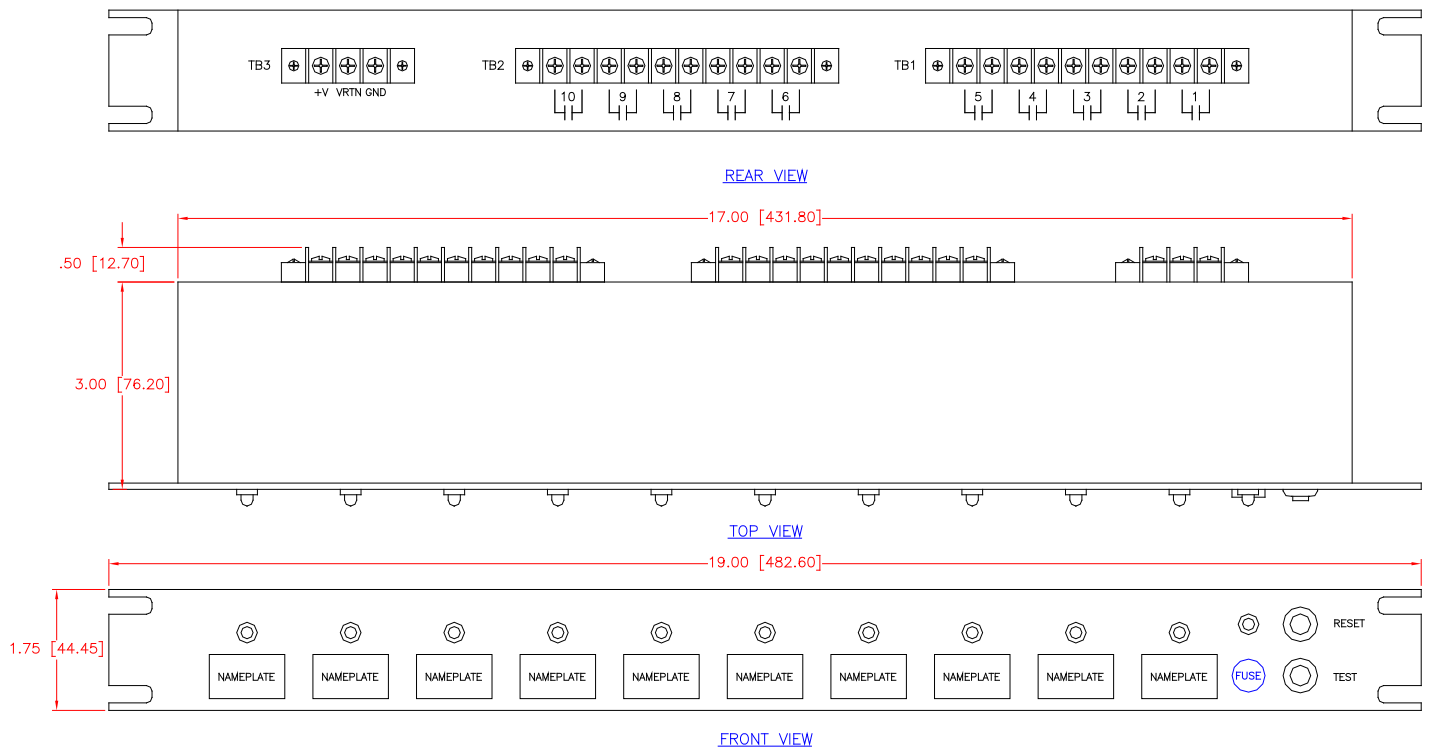 TB3
TB2
TB1
+V VRTN GND
10 9 8 7 6
5 4 3 2 1
REAR VIEW
17.00 [431.80]
.50 [12.70]
3.00 [76.20]
TOP VIEW
19.00 [482.60]
1.75 [44.45]
RESET
NAMEPLATE NAMEPLATE NAMEPLATE NAMEPLATE NAMEPLATE NAMEPLATE NAMEPLATE NAMEPLATE NAMEPLATE NAMEPLATE FUSE TEST
FRONT VIEW